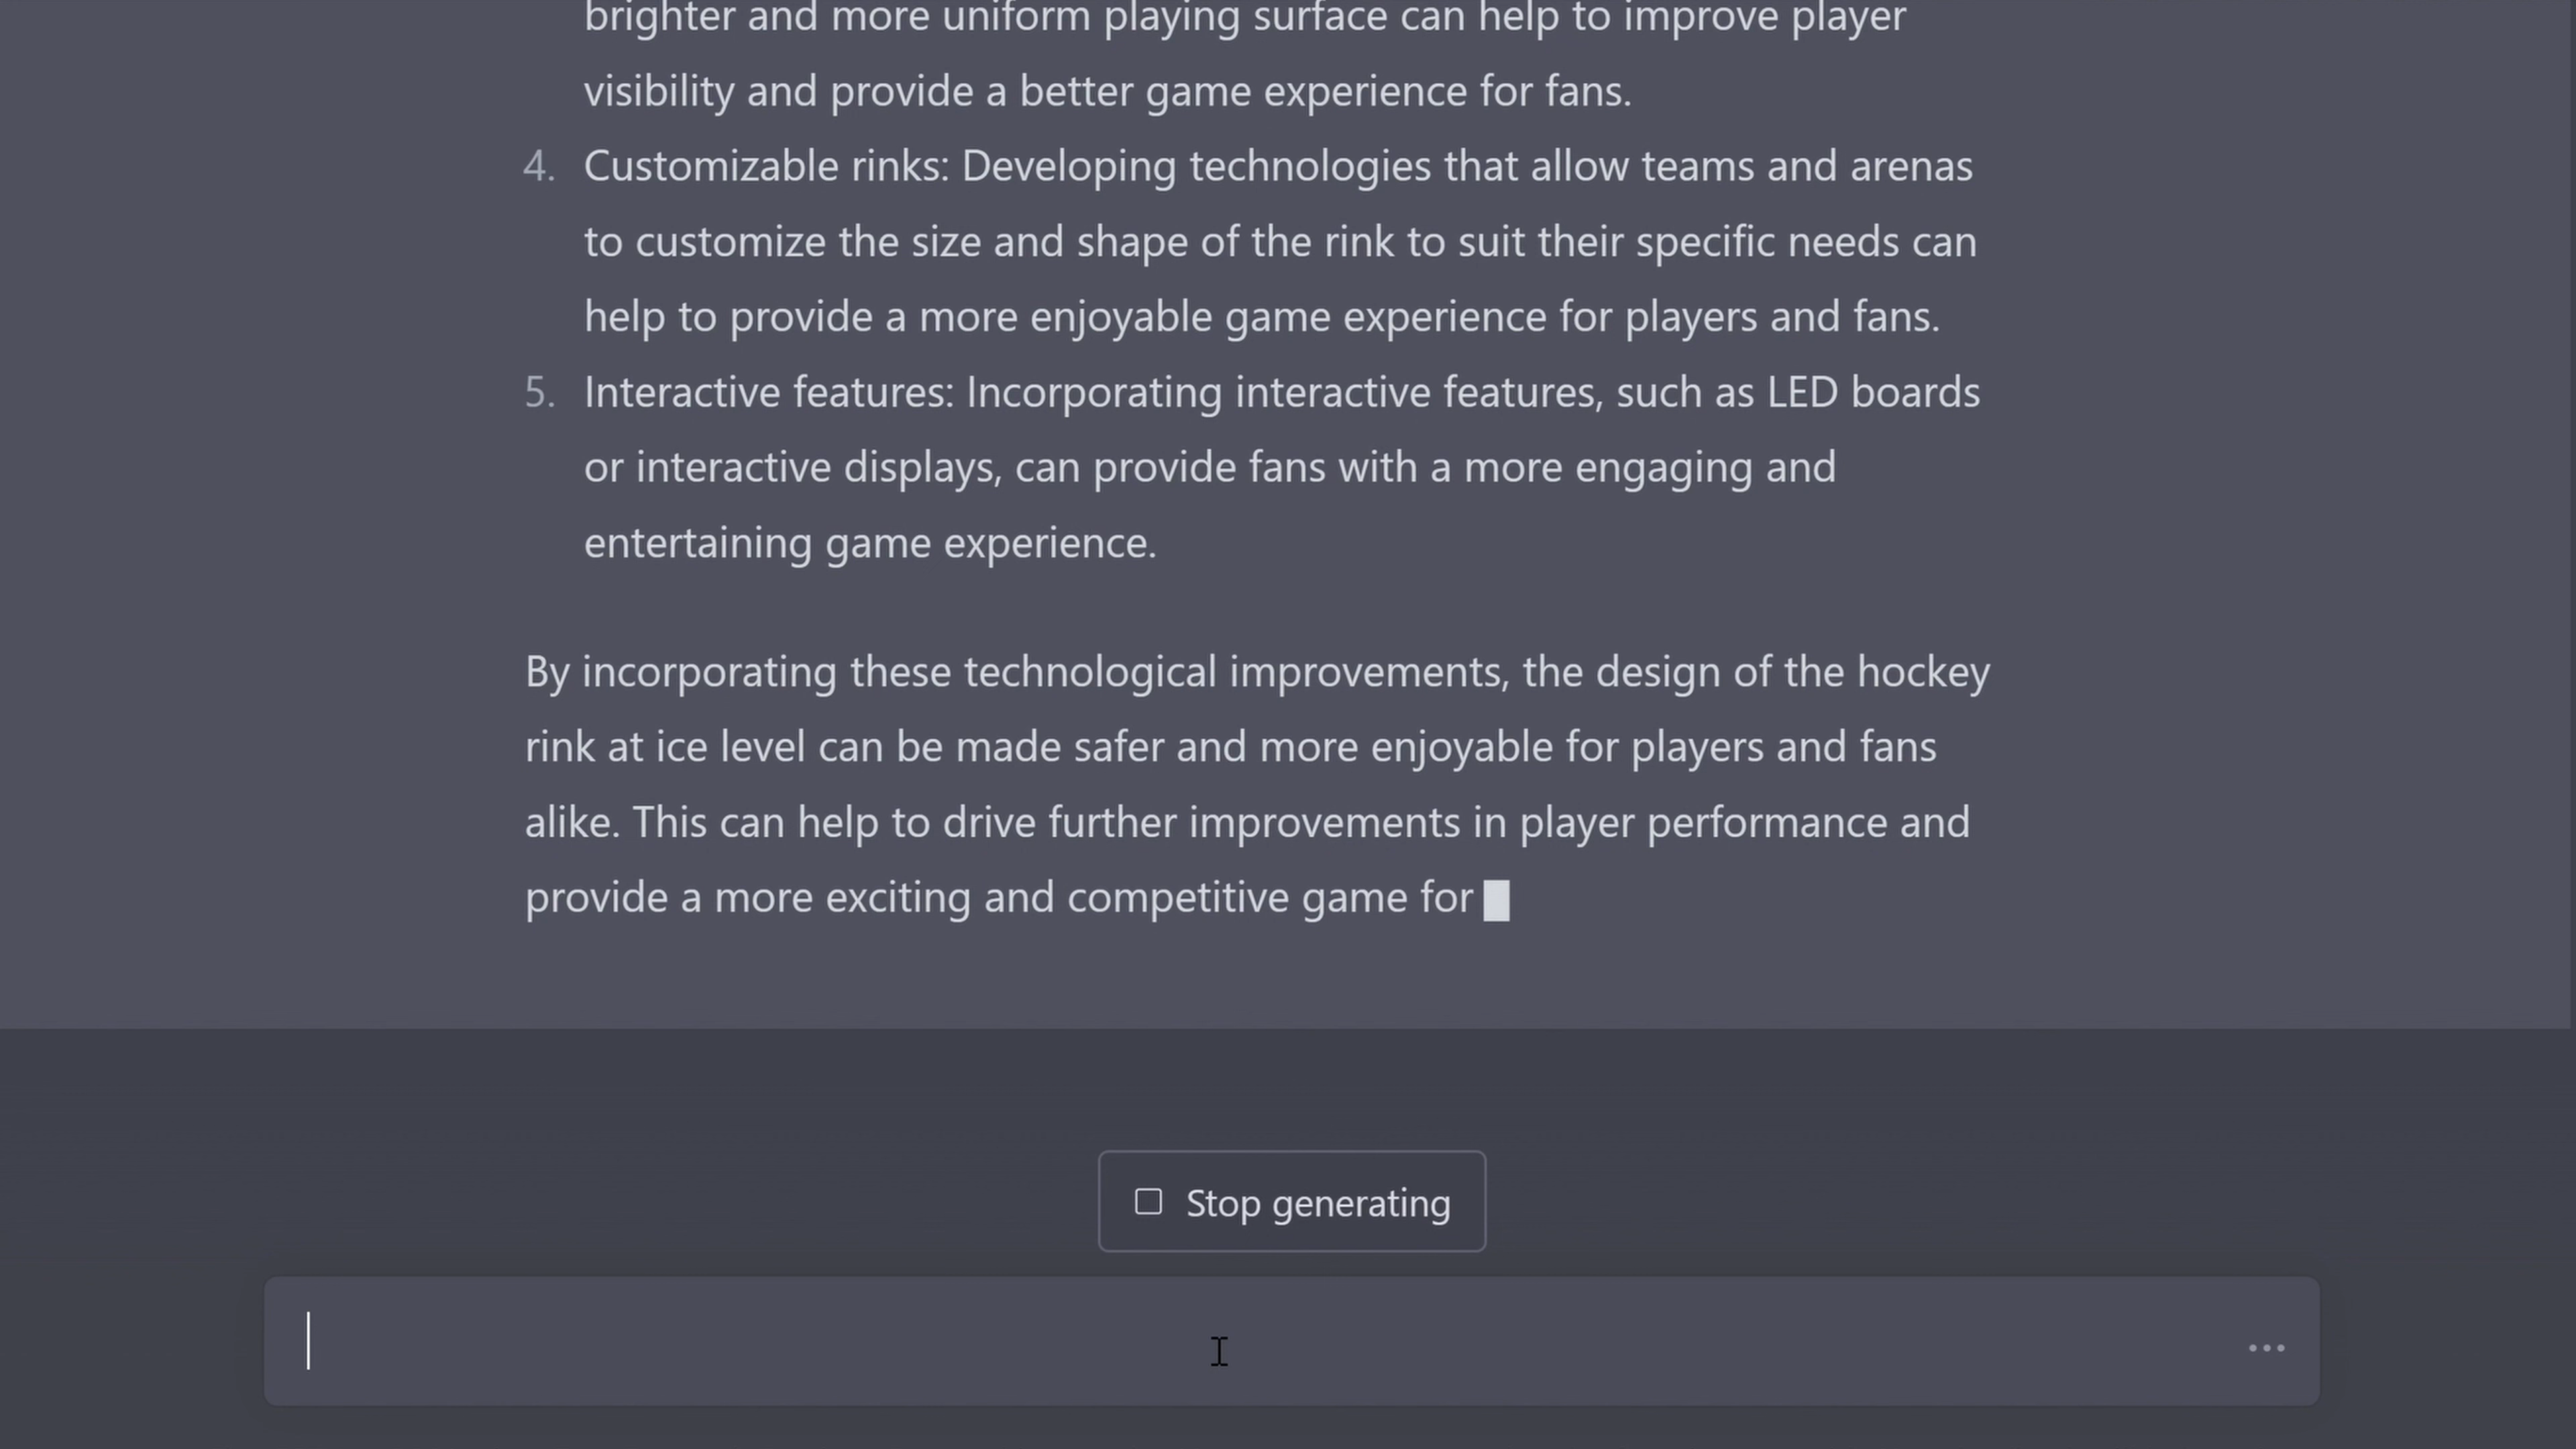 brighter and more uniform playing surface can help to improve player
visibility and provide a better game experience for fans.
4. Customizable rinks: Developing technologies that allow teams and arenas
to customize the size and shape of the rink to suit their specific needs can
help to provide a more enjoyable game experience for players and fans.
5. Interactive features: Incorporating interactive features, such as LED boards
or interactive displays, can provide fans with a more engaging and
entertaining game experience.
By incorporating these technological improvements, the design of the hockey
rink at ice level can be made safer and more enjoyable for players and fans
alike. This can help to drive further improvements in player performance and
provide a more exciting and competitive game for
Stop generating